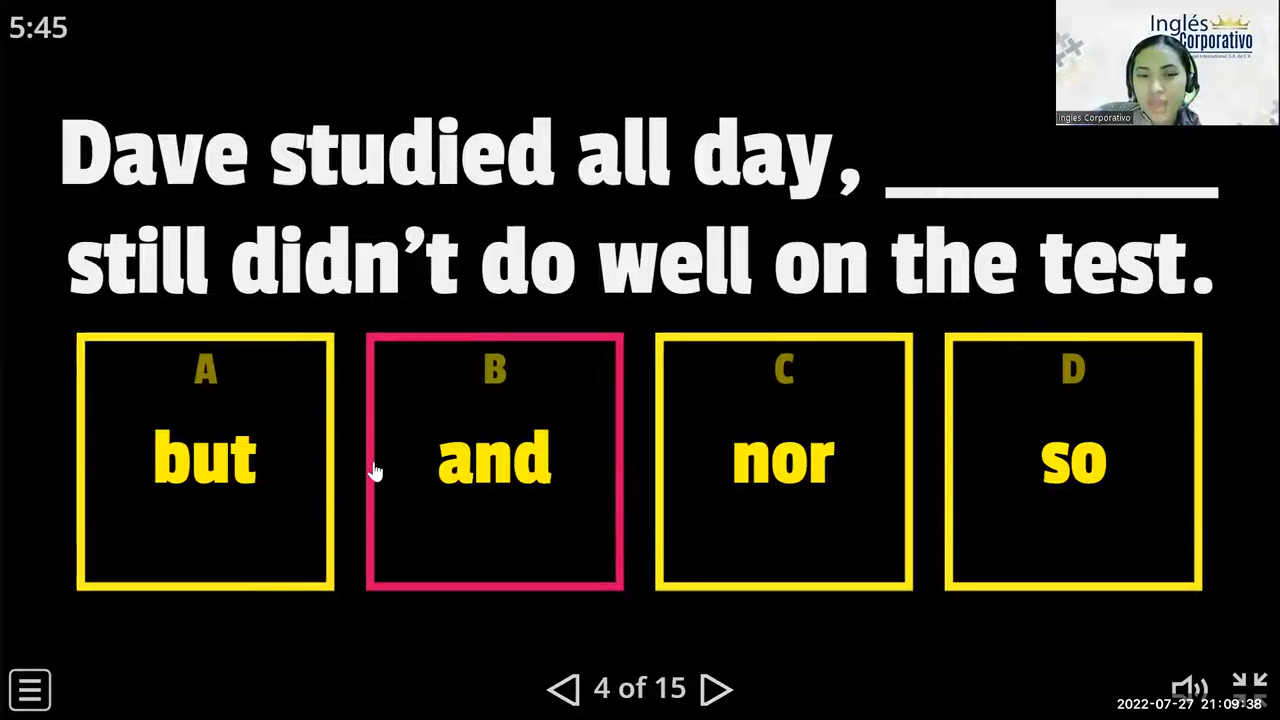 5:45
Inglés
Corporativo
Ingles Corporativo
Dave studied all day, ________
still didn't do well on the test.
A
B
C
D
but
and
nor
so
4 of 15
2022-07-27 21:09:38